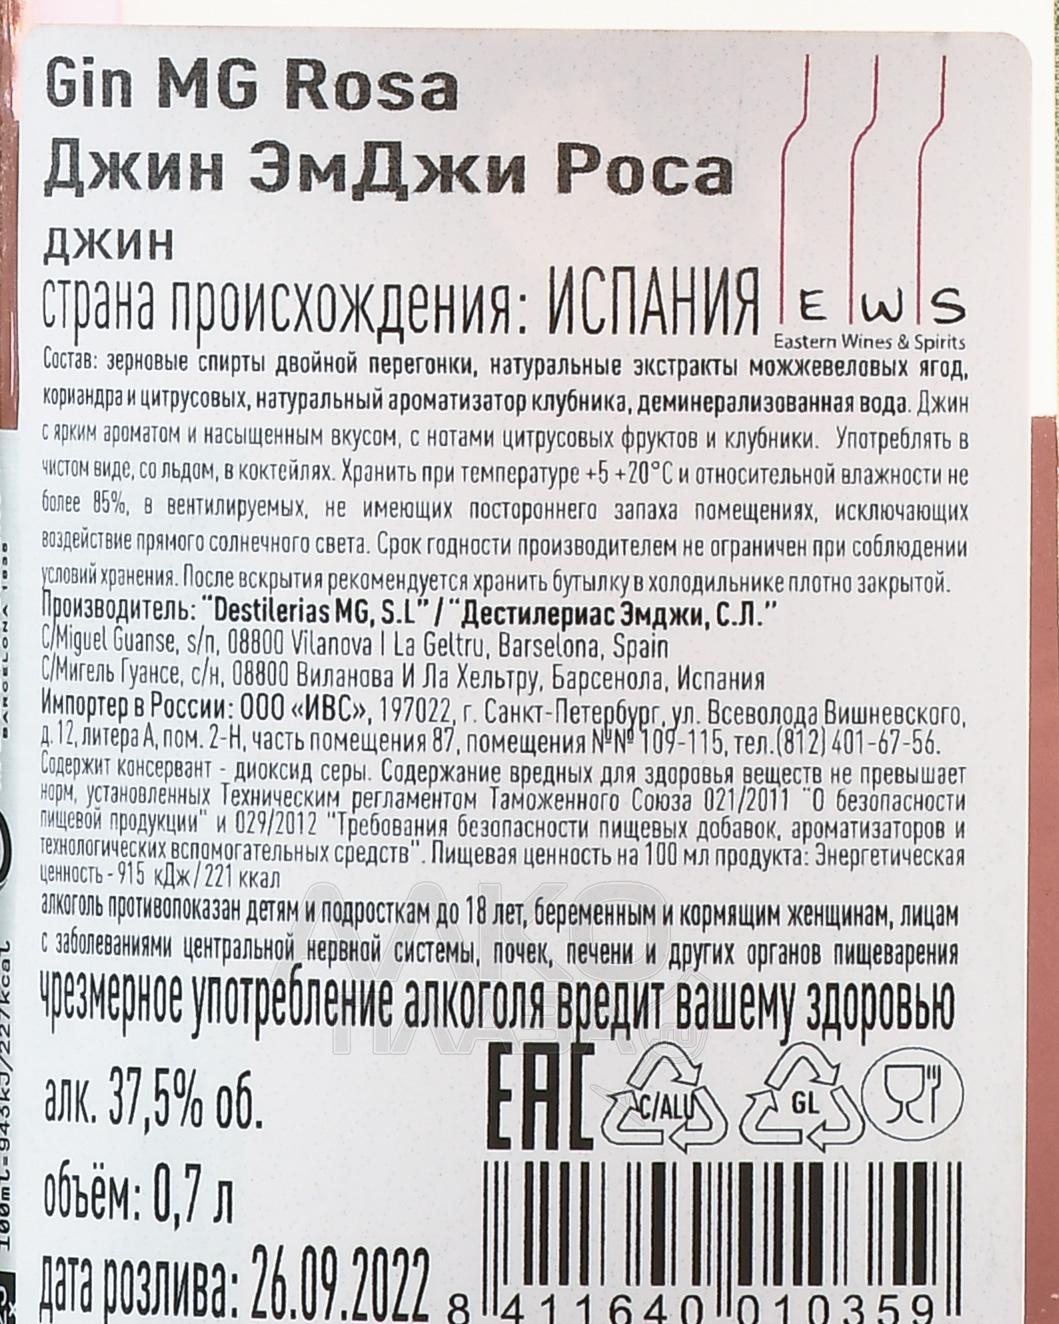 Gin MG Rosa
Джин ЭмДжи Роса
джин
страна происхождения: ИСПАНИЯ
E W S
Eastern Wines & Spirits
Состав: зерновые спирты двойной перегонки, натуральные экстракты можжевеловых ягод,
кориандра и цитрусовых, натуральный ароматизатор клубника, деминерализованная вода. Джин
с ярким ароматом и насыщенным вкусом, с нотами цитрусовых фруктов и клубники. Употреблять в
чистом виде, со льдом, в коктейлях. Хранить при температуре +5 +20°С и относительной влажности не
более 85%, в вентилируемых, не имеющих постороннего запаха помещениях, исключающих
воздействие прямого солнечного света. Срок годности производителем не ограничен при соблюдении
условий хранения. После вскрытия рекомендуется хранить бутылку в холодильнике плотно закрытой.
Производитель: "Destilerias MG, S.L" / "Дестилериас Эмджи, С.Л."
C/Miguel Guanse, s/n, 08800 Vilanova I La Geltru, Barselona, Spain
С/Мигель Гуансе, с/н, 08800 Виланова И Ла Хельтру, Барсенола, Испания
Импортер в России: ООО «ИВС», 197022, г. Санкт-Петербург, ул. Всеволода Вишневского,
д. 12, литера А, пом. 2-Н, часть помещения 87, помещения №№ 109-115, тел.(812) 401-67-56.
Содержит консервант - диоксид серы. Содержание вредных для здоровья веществ не превышает
норм, установленных Техническим регламентом Таможенного Союза 021/2011 "О безопасности
пищевой продукции" и 029/2012 "Требования безопасности пищевых добавок, ароматизаторов и
технологических вспомогательных средств". Пищевая ценность на 100 мл продукта: Энергетическая
ценность - 915 кДж/ 221 ккал
алкоголь противопоказан детям и подросткам до 18 лет, беременным и кормящим женщинам, лицам
с заболеваниями центральной нервной системы, почек, печени и других органов пищеварения
чрезмерное употребление алкоголя вредит вашему здоровью
алк. 37,5% об.
EAC
C/ALU
GL
объём: 0,7 л
дата розлива: 26.09.2022
8 411640 010359
BARCELONA 1898
100ml=943kJ/227kcal